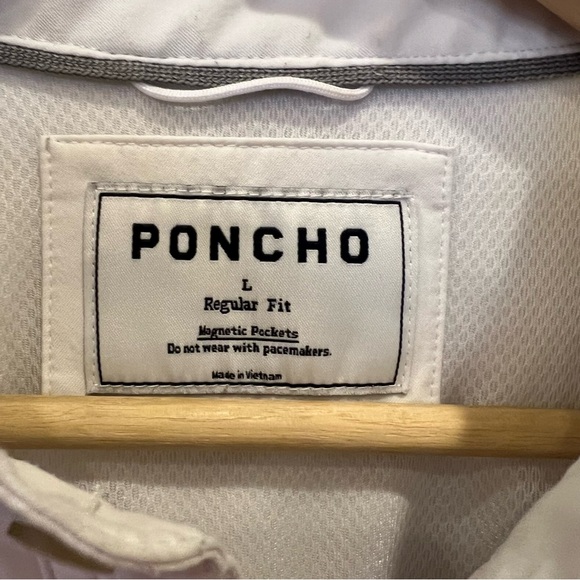 PONCHO
L
Regular Fit
Magnetic Pockets
Do not wear with pacemakers.
Made in Vietnam